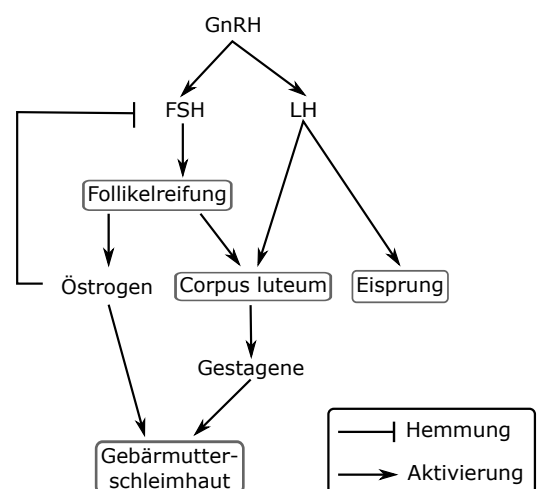 GnRH
FSH
LH
Follikelreifung
Östrogen
Corpus luteum
Eisprung
Gestagene
Gebärmutter-
schleimhaut
Hemmung
Aktivierung